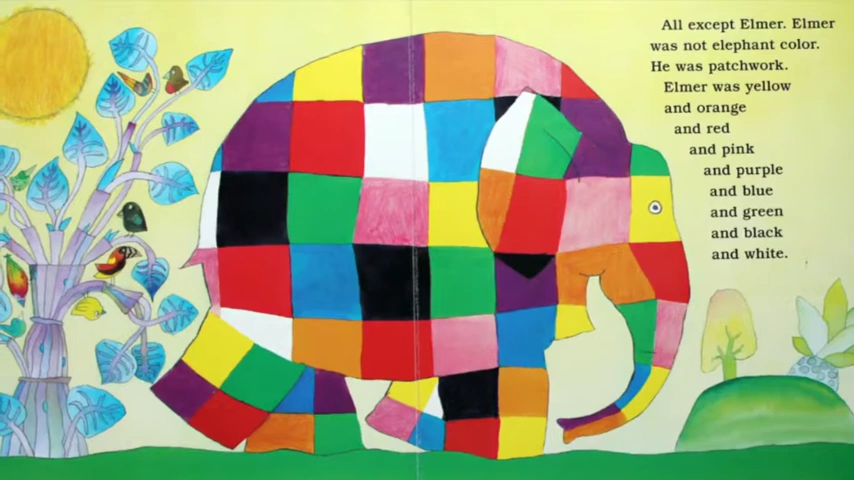 All except Elmer. Elmer
was not elephant color.
He was patchwork.
Elmer was yellow
and orange
and red
and pink
and purple
and blue
and green
and black
and white.